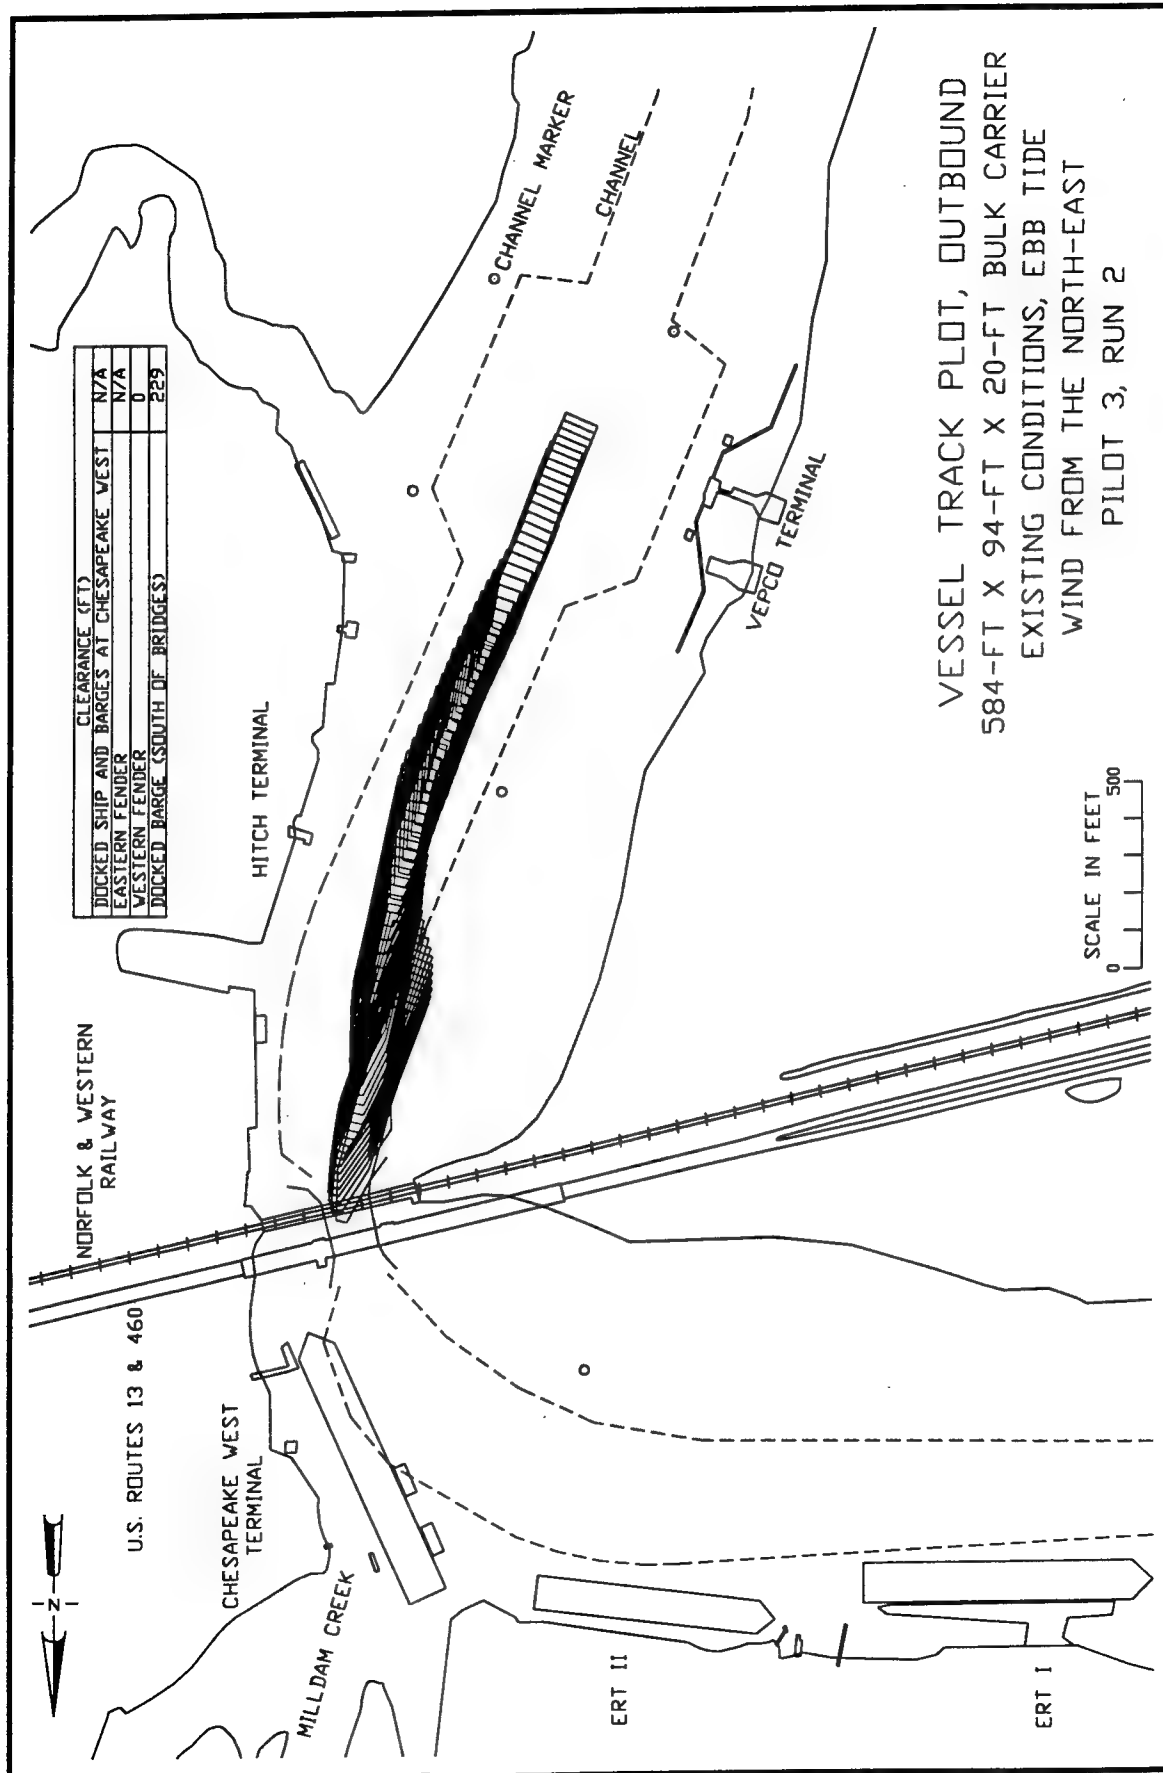 CLEARANCE (FT)
DOCKED SHIP AND BARGES AT CHESAPEAKE WEST N/A
EASTERN FENDER N/A
WESTERN FENDER 0
DOCKED BARGE (SOUTH OF BRIDGES) 229
N
NORFOLK & WESTERN
RAILWAY
U.S. ROUTES 13 & 460
CHESAPEAKE WEST
TERMINAL
MILLDAM CREEK
HITCH TERMINAL
CHANNEL MARKER
CHANNEL
VEPCO TERMINAL
ERT II
ERT I
SCALE IN FEET
0 500
VESSEL TRACK PLOT, OUTBOUND
584-FT X 94-FT X 20-FT BULK CARRIER
EXISTING CONDITIONS, EBB TIDE
WIND FROM THE NORTH-EAST
PILOT 3, RUN 2